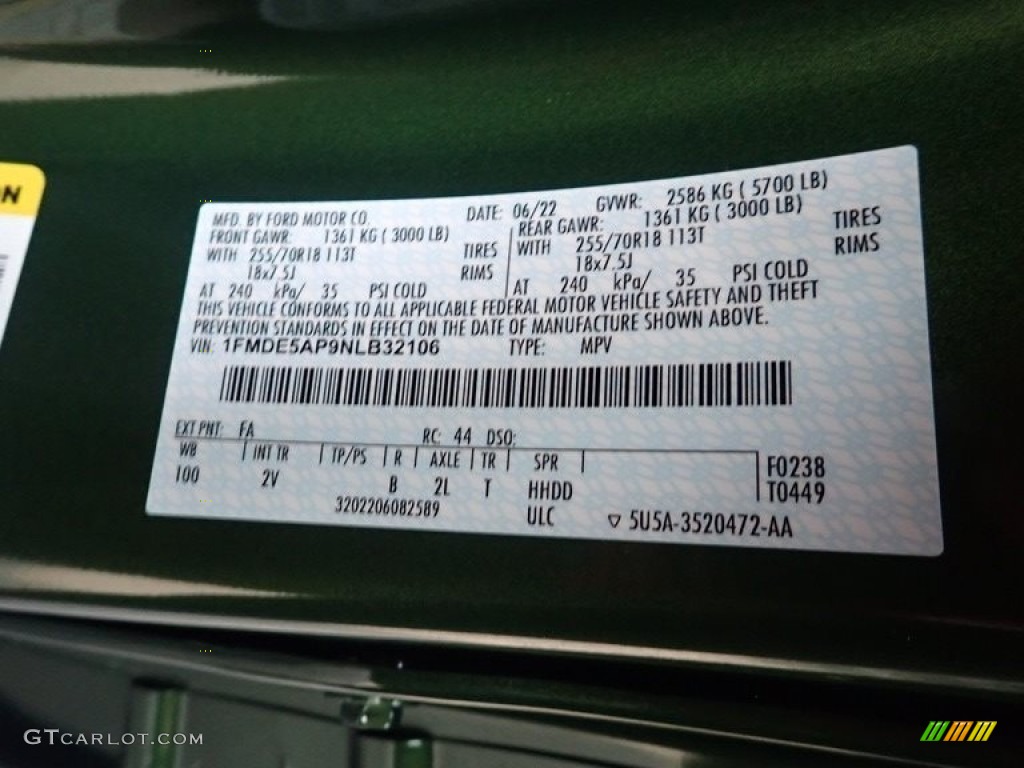 ON
MFD. BY FORD MOTOR CO. DATE: 06/22 GVWR: 2586 KG ( 5700 LB)
FRONT GAWR: 1361 KG ( 3000 LB) REAR GAWR: 1361 KG ( 3000 LB)
WITH 255/70R18 113T TIRES WITH 255/70R18 113T TIRES
18x7.5J RIMS 18x7.5J RIMS
AT 240 kPa/ 35 PSI COLD AT 240 kPa/ 35 PSI COLD
THIS VEHICLE CONFORMS TO ALL APPLICABLE FEDERAL MOTOR VEHICLE SAFETY AND THEFT
PREVENTION STANDARDS IN EFFECT ON THE DATE OF MANUFACTURE SHOWN ABOVE.
VIN: 1FMDE5AP9NLB32106 TYPE: MPV
EXT PNT: FA RC: 44 DSO:
WB INT TR TP/PS R AXLE TR SPR F0238
100 2V B 2L T HHDD T0449
3202206082589 ULC ▽ 5U5A-3520472-AA
GTCARLOT.COM